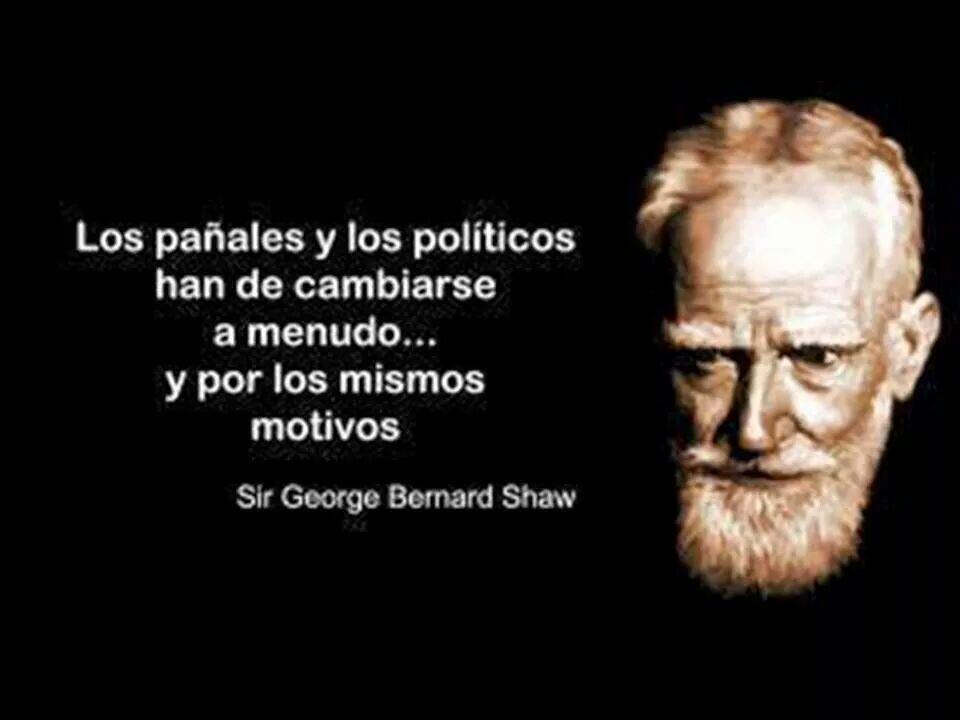 Los pañales y los políticos
han de cambiarse
a menudo...
y por los mismos
motivos
Sir George Bernard Shaw